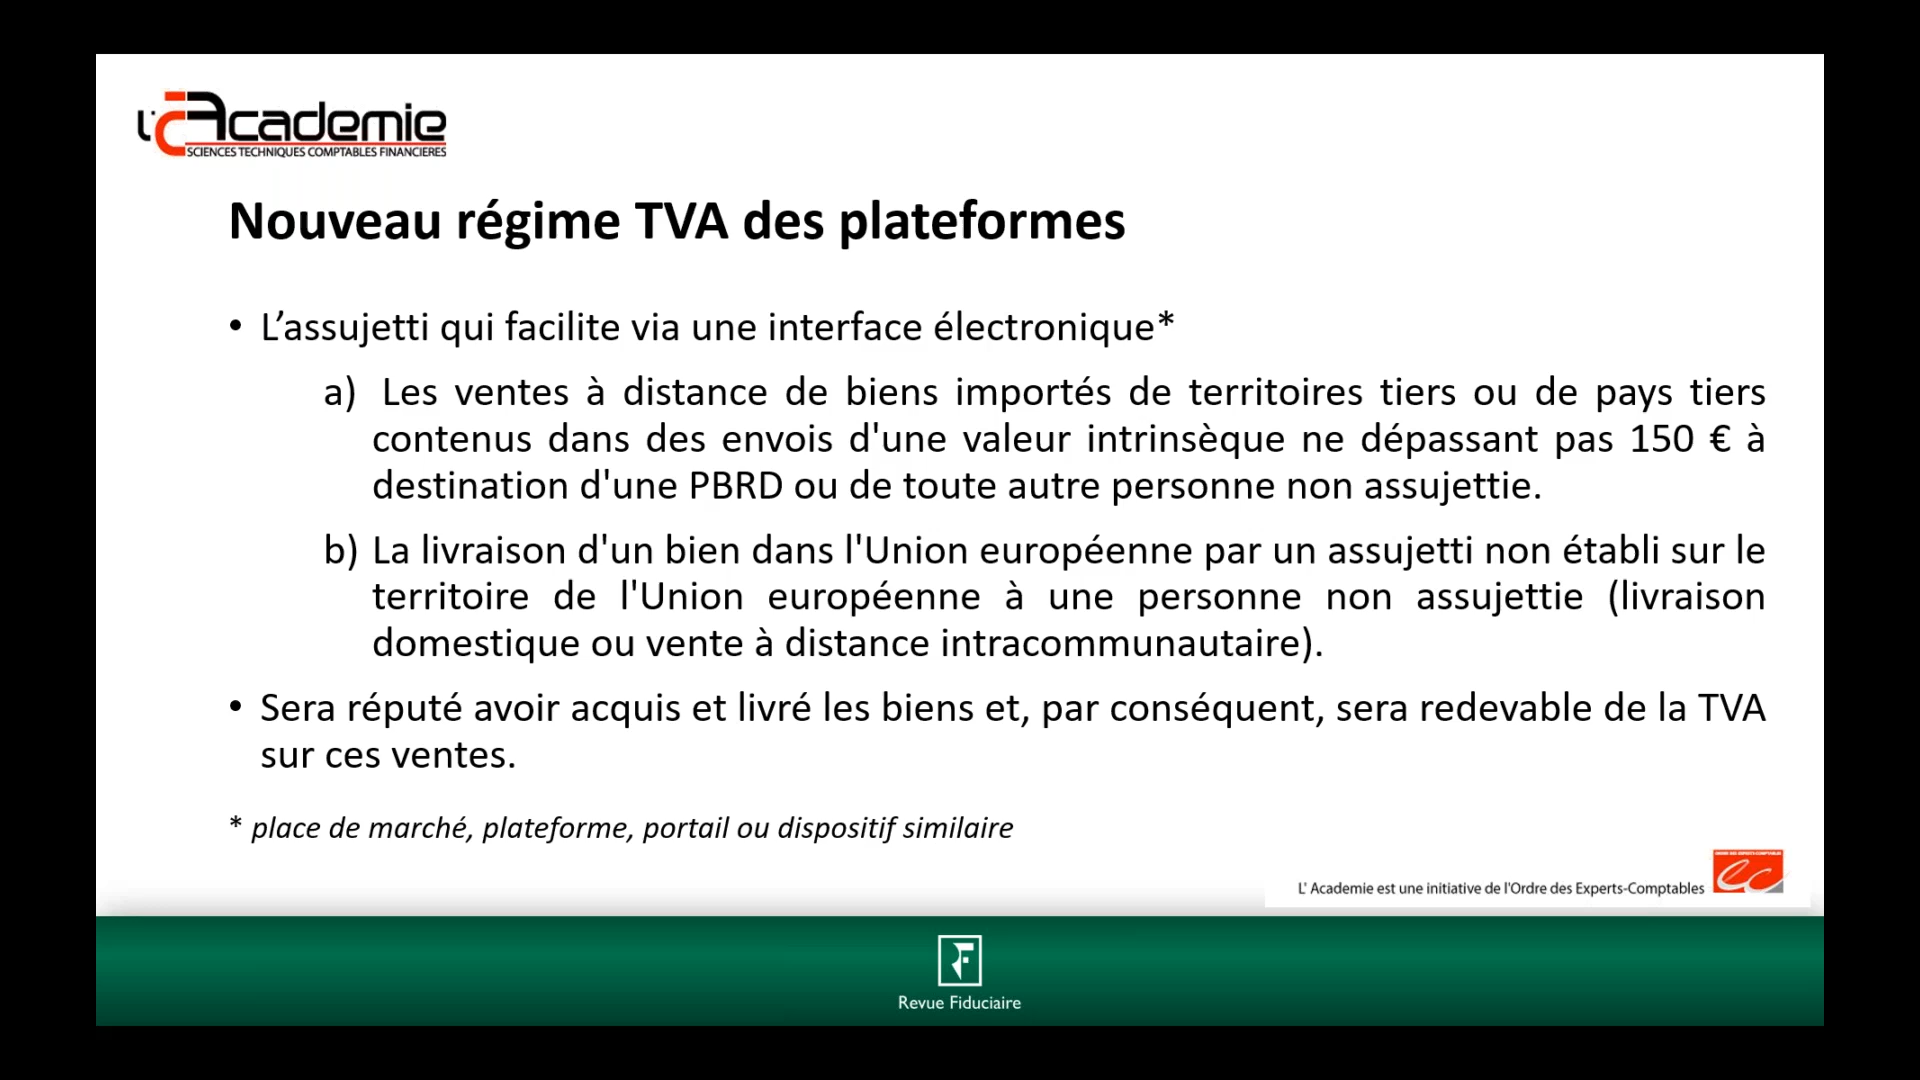 L'Academie
SCIENCES TECHNIQUES COMPTABLES FINANCIERES
Nouveau régime TVA des plateformes
• L’assujetti qui facilite via une interface électronique*
a) Les ventes à distance de biens importés de territoires tiers ou de pays tiers
contenus dans des envois d'une valeur intrinsèque ne dépassant pas 150 € à
destination d'une PBRD ou de toute autre personne non assujettie.
b) La livraison d'un bien dans l'Union européenne par un assujetti non établi sur le
territoire de l'Union européenne à une personne non assujettie (livraison
domestique ou vente à distance intracommunautaire).
• Sera réputé avoir acquis et livré les biens et, par conséquent, sera redevable de la TVA
sur ces ventes.
* place de marché, plateforme, portail ou dispositif similaire
ORDRE DES EXPERTS-COMPTABLES
ec
L' Academie est une initiative de l'Ordre des Experts-Comptables
RF
Revue Fiduciaire